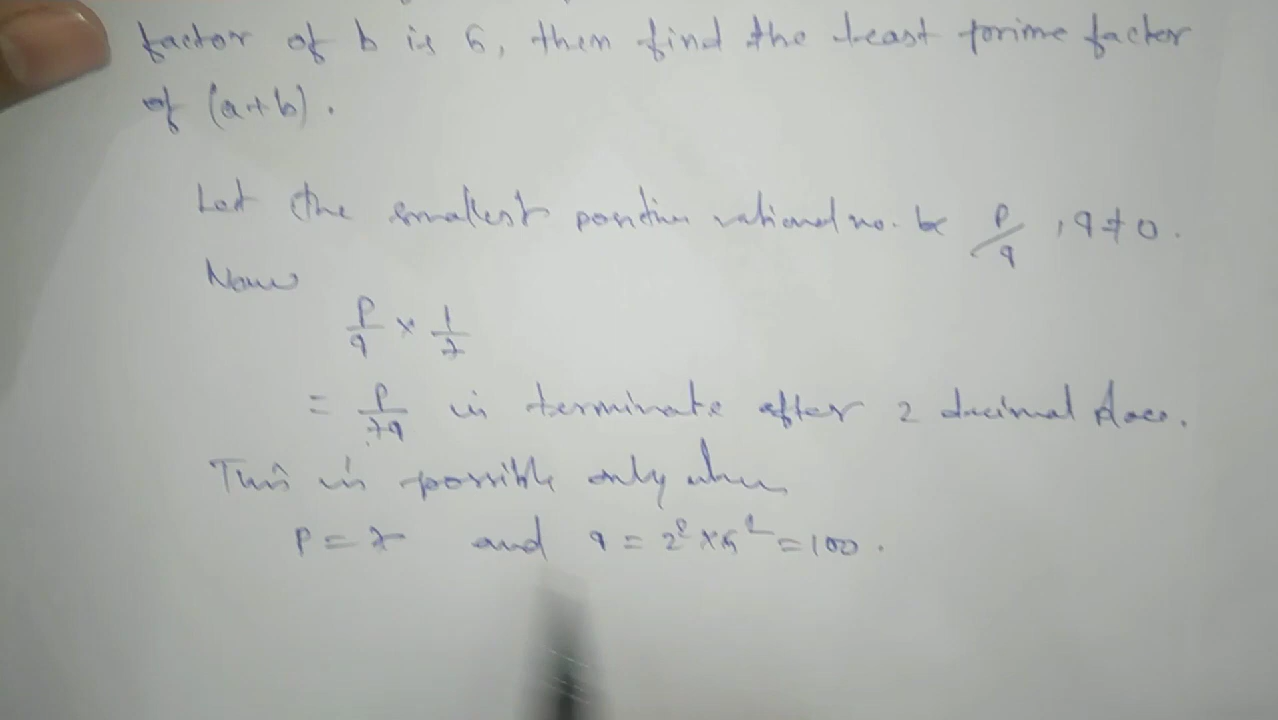 factor of b is 6, then find the least prime factor
of (a+b).
Let the smallest positive rational no. be p/q, q≠0.
Now
p/q × 1/7
= p/7q is terminate after 2 decimal place.
This is possible only when
p = 7 and q = 2² × 5² = 100.